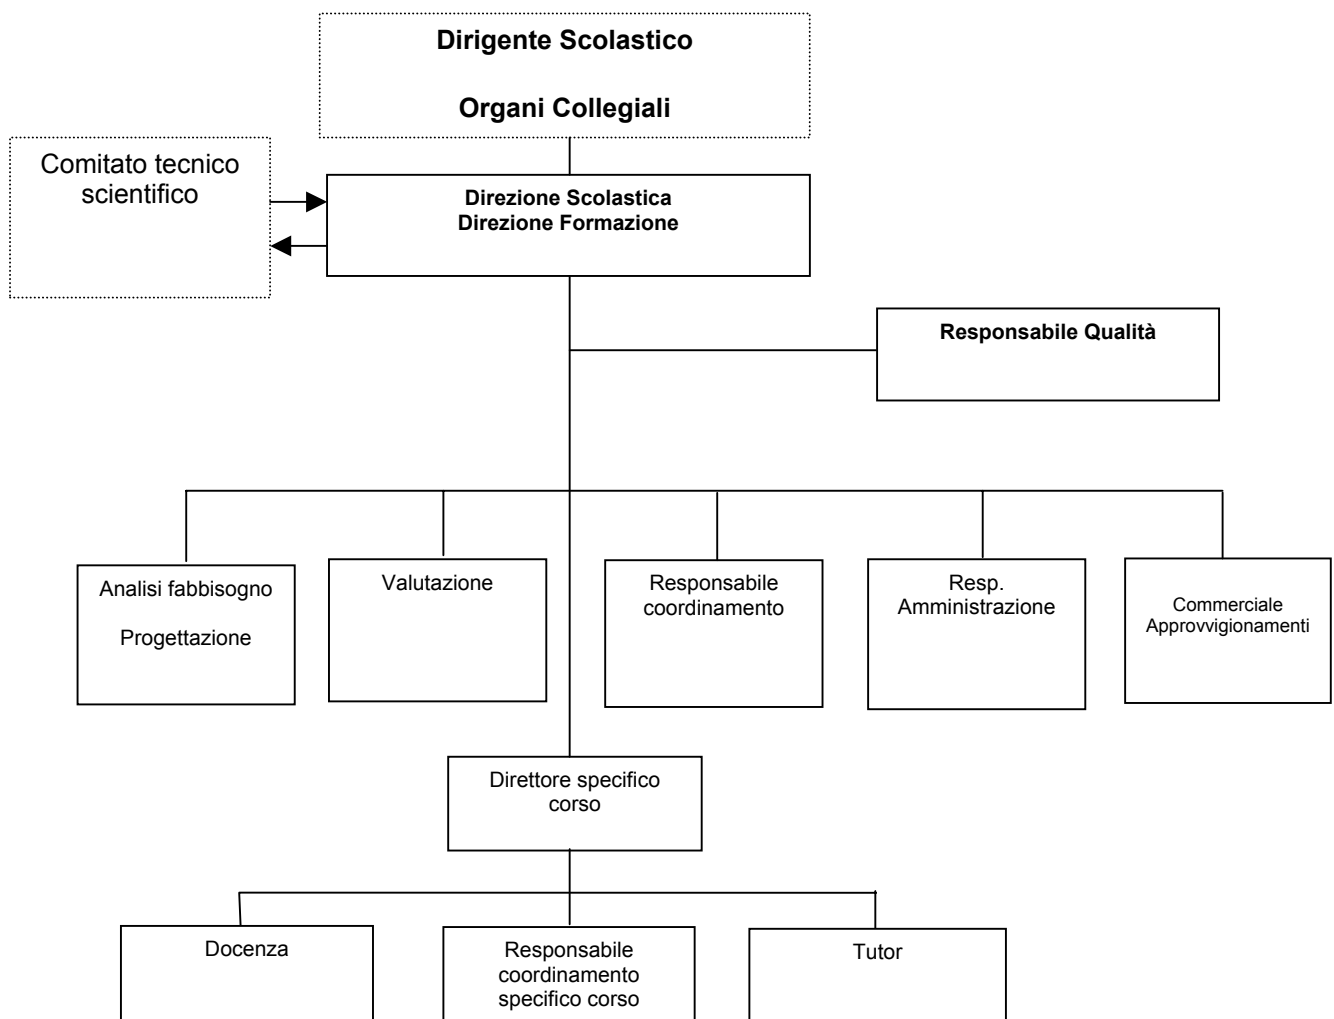 Dirigente Scolastico
Organi Collegiali
Comitato tecnico
scientifico
Direzione Scolastica
Direzione Formazione
Responsabile Qualità
Analisi fabbisogno
Progettazione
Valutazione
Responsabile
coordinamento
Resp.
Amministrazione
Commerciale
Approvvigionamenti
Direttore specifico
corso
Docenza
Responsabile
coordinamento
specifico corso
Tutor